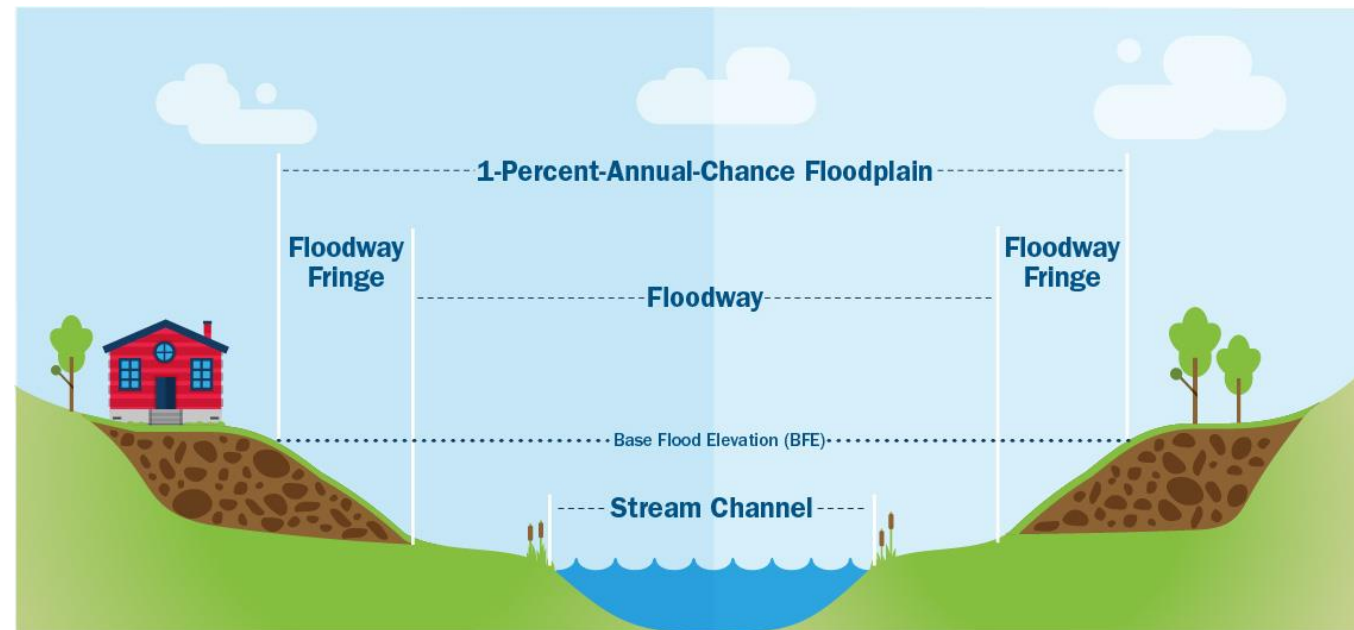 1-Percent-Annual-Chance Floodplain
Floodway
Fringe
Floodway
Fringe
Floodway
Base Flood Elevation (BFE)
Stream Channel